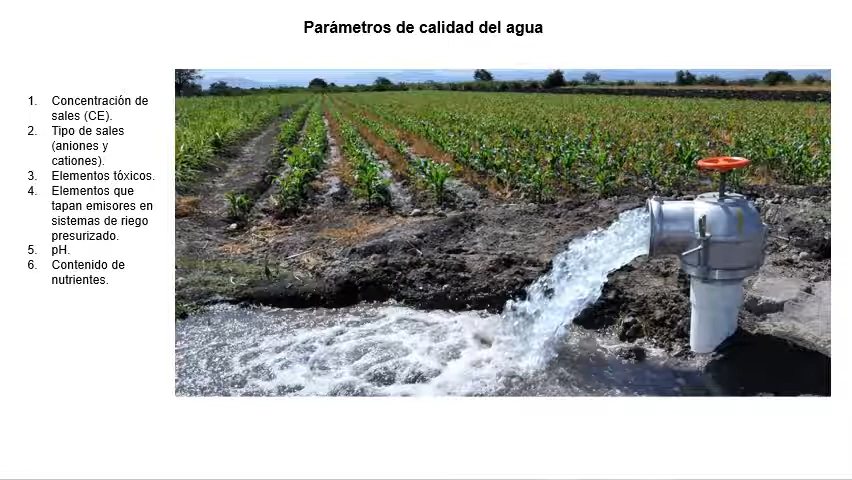 Parámetros de calidad del agua
1. Concentración de
sales (CE).
2. Tipo de sales
(aniones y
cationes).
3. Elementos tóxicos.
4. Elementos que
tapan emisores en
sistemas de riego
presurizado.
5. pH.
6. Contenido de
nutrientes.